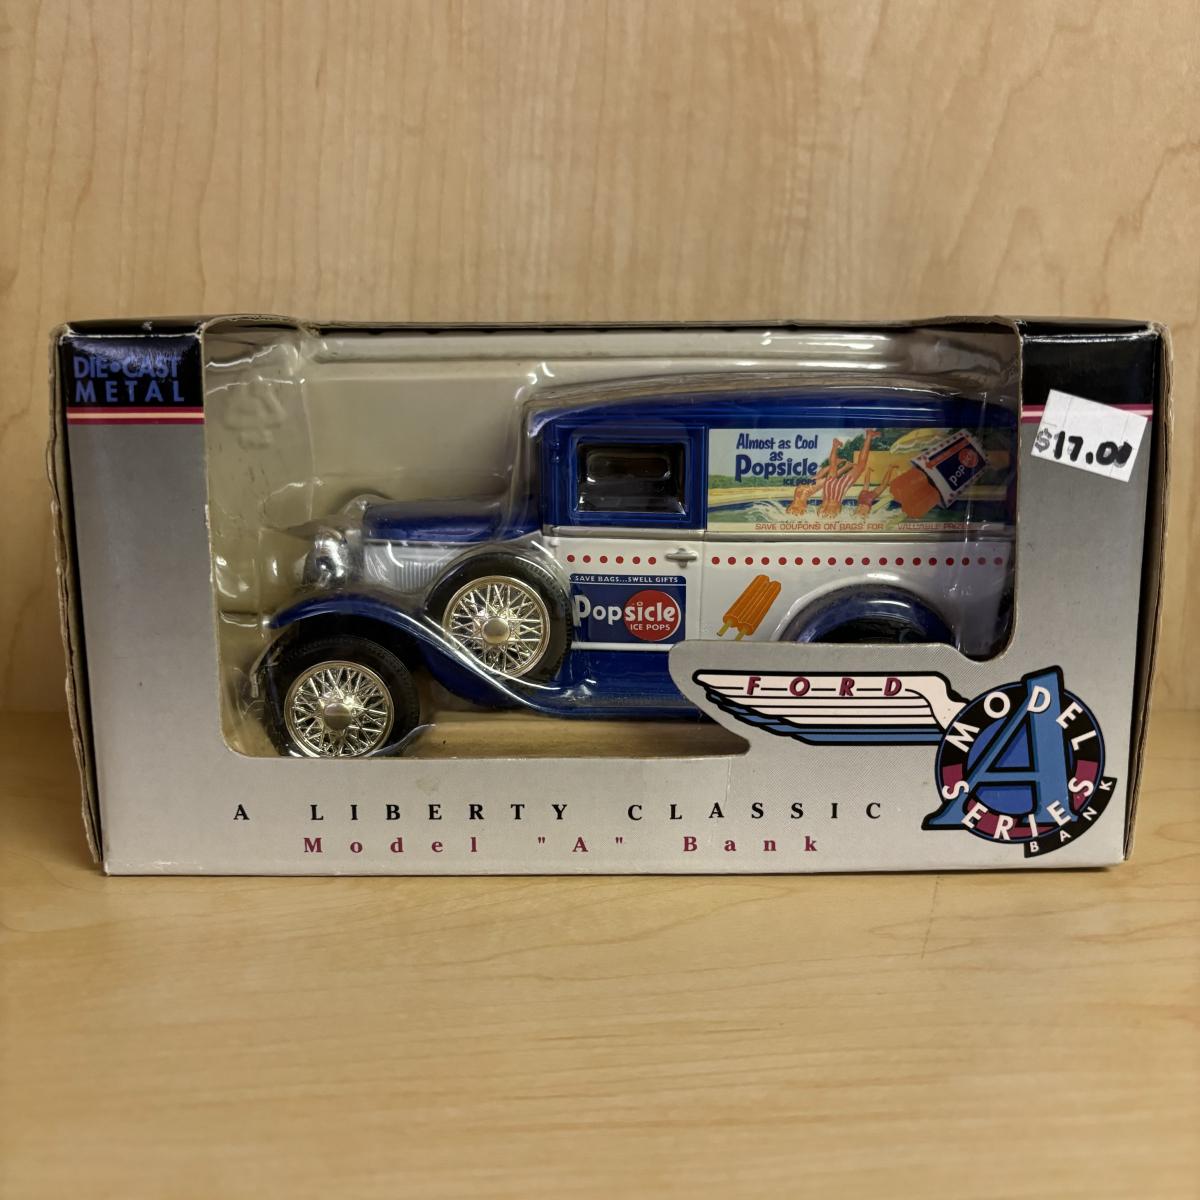 DIE•CAST
METAL
$17.00
Almost as Cool
as
Popsicle
ICE POPS
Popsicle
SAVE COUPONS ON BAGS FOR VALUABLE
SAVE BAGS...SWELL GIFTS
Popsicle
ICE POPS
FORD
MODEL
A
SERIES
BANK
A LIBERTY CLASSIC
Model "A" Bank